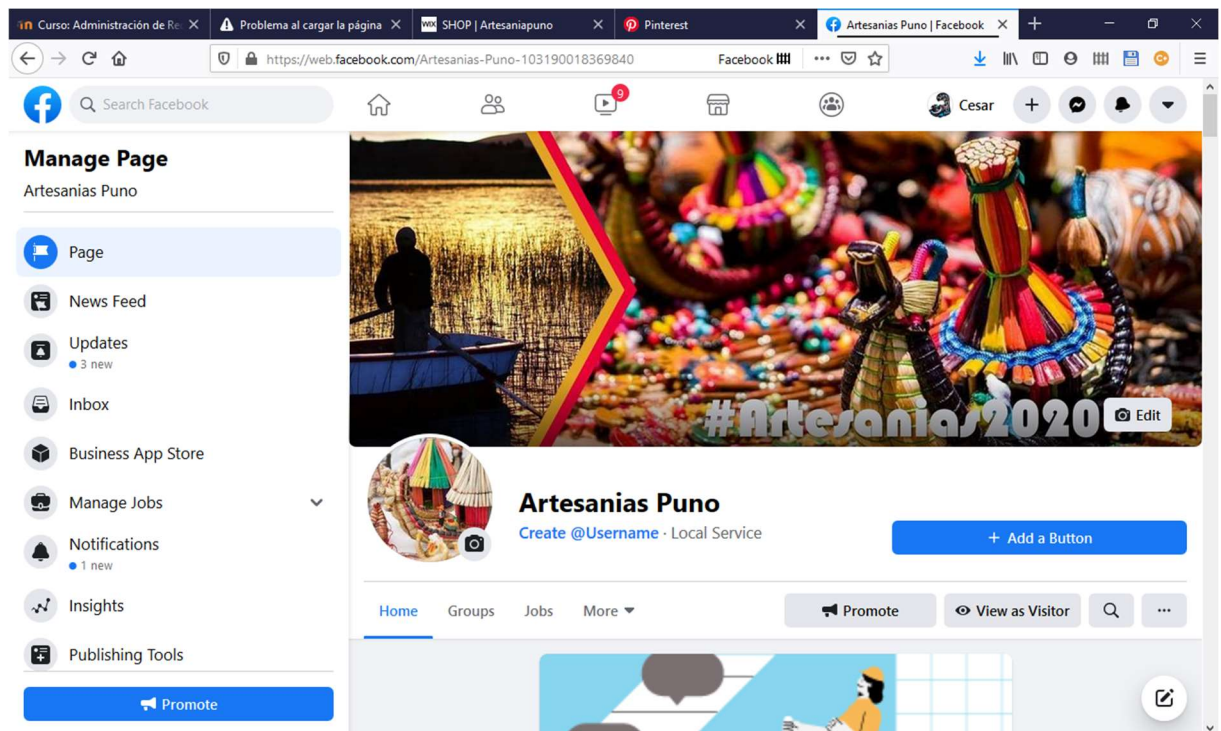 in Curso: Administración de Re
Problema al cargar la página
WIX SHOP | Artesaniapuno
Pinterest
Artesanias Puno | Facebook
https://web.facebook.com/Artesanias-Puno-103190018369840
Facebook
Search Facebook
9
Cesar
Manage Page
Artesanias Puno
Page
News Feed
Updates
3 new
Inbox
Business App Store
Manage Jobs
Notifications
1 new
Insights
Publishing Tools
Promote
#Artesanias2020
Edit
Artesanias Puno
Create @Username · Local Service
+ Add a Button
Home
Groups
Jobs
More
Promote
View as Visitor